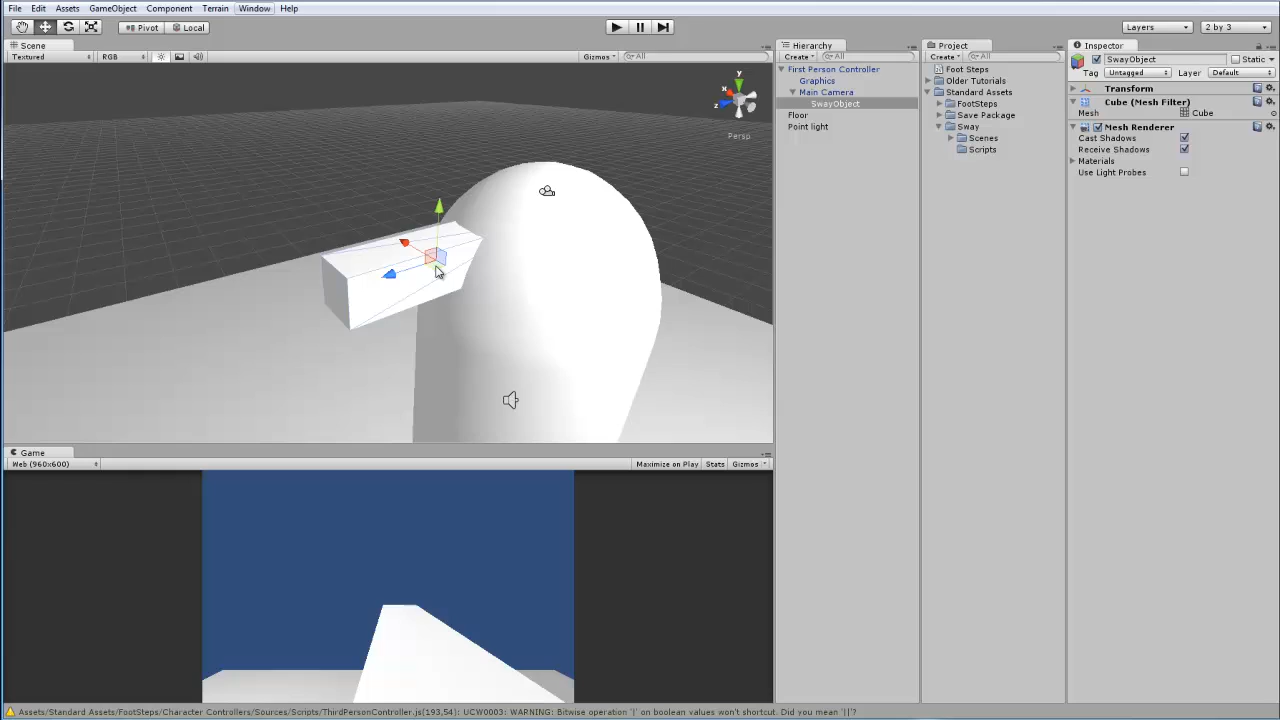 File Edit Assets GameObject Component Terrain Window Help
Pivot Local Layers 2 by 3
Scene
Textured RGB Gizmos All
y
x
z
Persp
Game
Web (960x600) Maximize on Play Stats Gizmos
Hierarchy
Create All
First Person Controller
Graphics
Main Camera
SwayObject
Floor
Point light
Project
Create All
Foot Steps
Older Tutorials
Standard Assets
FootSteps
Save Package
Sway
Scenes
Scripts
Inspector
SwayObject Static
Tag Untagged Layer Default
Transform
Cube (Mesh Filter)
Mesh Cube
Mesh Renderer
Cast Shadows
Receive Shadows
Materials
Use Light Probes
Assets/Standard Assets/FootSteps/Character Controllers/Sources/Scripts/ThirdPersonController.js(193,54): UCW0003: WARNING: Bitwise operation '|' on boolean values won't shortcut. Did you mean '||'?